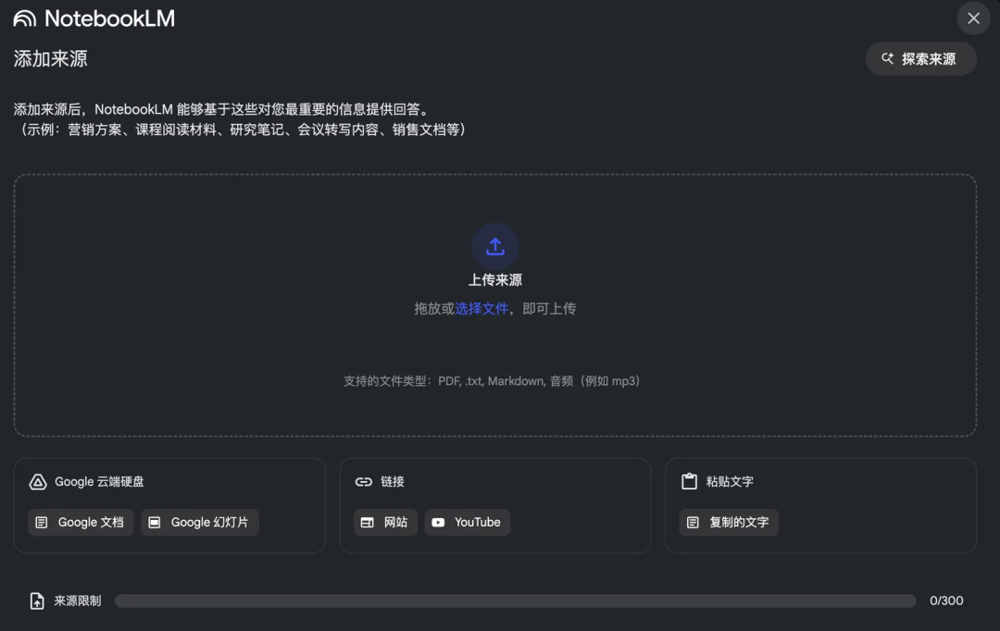 NotebookLM
添加来源
探索来源
添加来源后，NotebookLM 能够基于这些对您最重要的信息提供回答。
（示例：营销方案、课程阅读材料、研究笔记、会议转写内容、销售文档等）
上传来源
拖放或选择文件，即可上传
支持的文件类型：PDF, .txt, Markdown, 音频（例如 mp3）
Google 云端硬盘
Google 文档
Google 幻灯片
链接
网站
YouTube
粘贴文字
复制的文字
来源限制
0/300